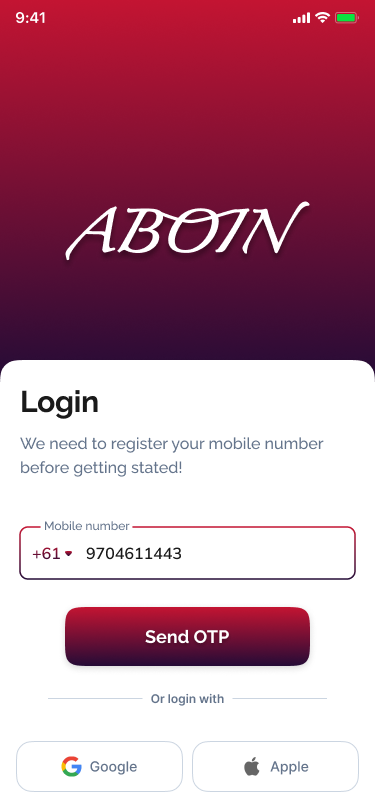 9:41
ABOIN
Login
We need to register your mobile number
before getting stated!
Mobile number
+61 9704611443
Send OTP
Or login with
Google
Apple